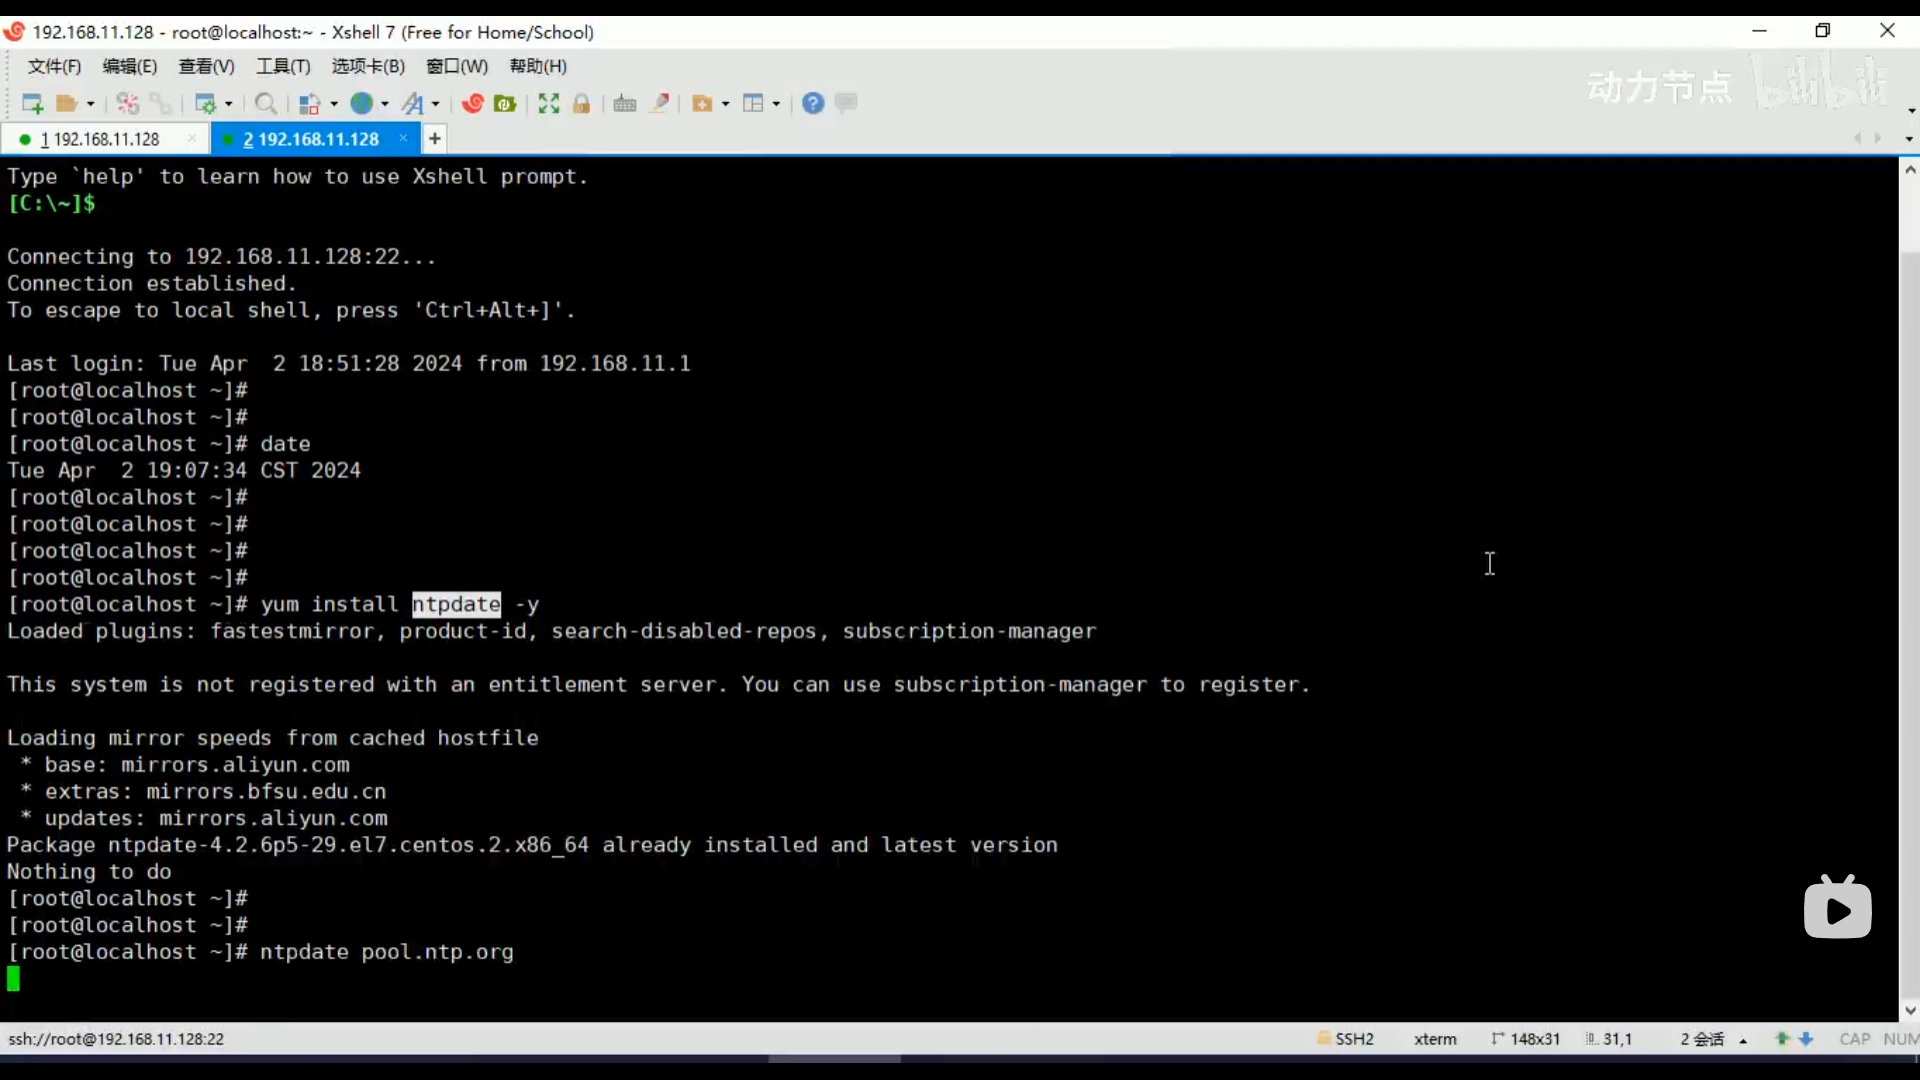 192.168.11.128 - root@localhost:~ - Xshell 7 (Free for Home/School)
文件(F) 编辑(E) 查看(V) 工具(T) 选项卡(B) 窗口(W) 帮助(H)
动力节点 bilibili
1 192.168.11.128 × 2 192.168.11.128 × +
Type `help' to learn how to use Xshell prompt.
[C:\~]$
Connecting to 192.168.11.128:22...
Connection established.
To escape to local shell, press 'Ctrl+Alt+]'.
Last login: Tue Apr  2 18:51:28 2024 from 192.168.11.1
[root@localhost ~]#
[root@localhost ~]#
[root@localhost ~]# date
Tue Apr  2 19:07:34 CST 2024
[root@localhost ~]#
[root@localhost ~]#
[root@localhost ~]#
[root@localhost ~]#
[root@localhost ~]# yum install ntpdate -y
Loaded plugins: fastestmirror, product-id, search-disabled-repos, subscription-manager
This system is not registered with an entitlement server. You can use subscription-manager to register.
Loading mirror speeds from cached hostfile
 * base: mirrors.aliyun.com
 * extras: mirrors.bfsu.edu.cn
 * updates: mirrors.aliyun.com
Package ntpdate-4.2.6p5-29.el7.centos.2.x86_64 already installed and latest version
Nothing to do
[root@localhost ~]#
[root@localhost ~]#
[root@localhost ~]# ntpdate pool.ntp.org
ssh://root@192.168.11.128:22 SSH2 xterm 148x31 31,1 2 会话 CAP NUM